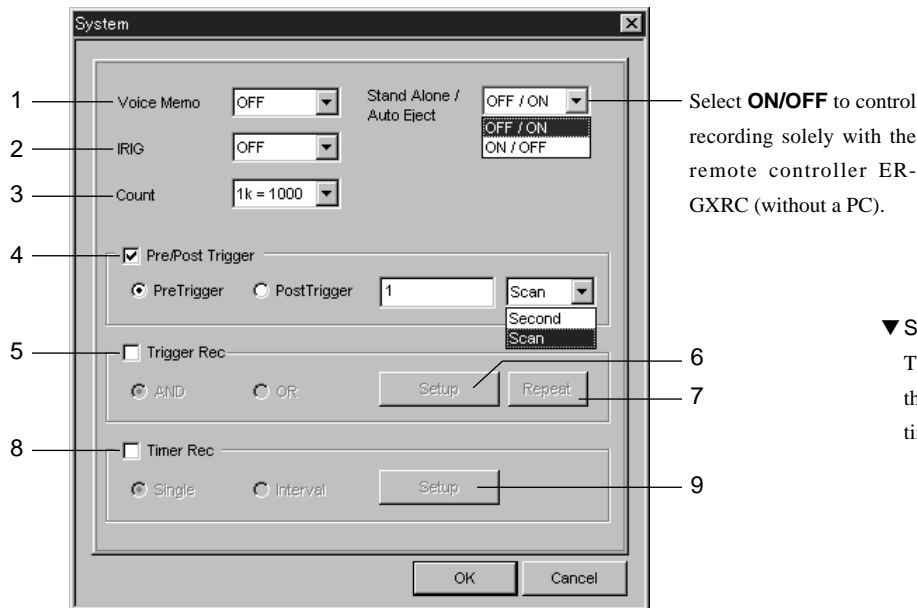 System
1
Voice Memo
OFF
Stand Alone /
Auto Eject
OFF / ON
OFF / ON
ON / OFF
Select ON/OFF to control
recording solely with the
remote controller ER-
GXRC (without a PC).
2
IRIG
OFF
3
Count
1k = 1000
4
Pre/Post Trigger
PreTrigger
PostTrigger
1
Scan
Second
Scan
5
Trigger Rec
AND
OR
Setup
Repeat
6
7
8
Timer Rec
Single
Interval
Setup
9
OK
Cancel
▼S
T
th